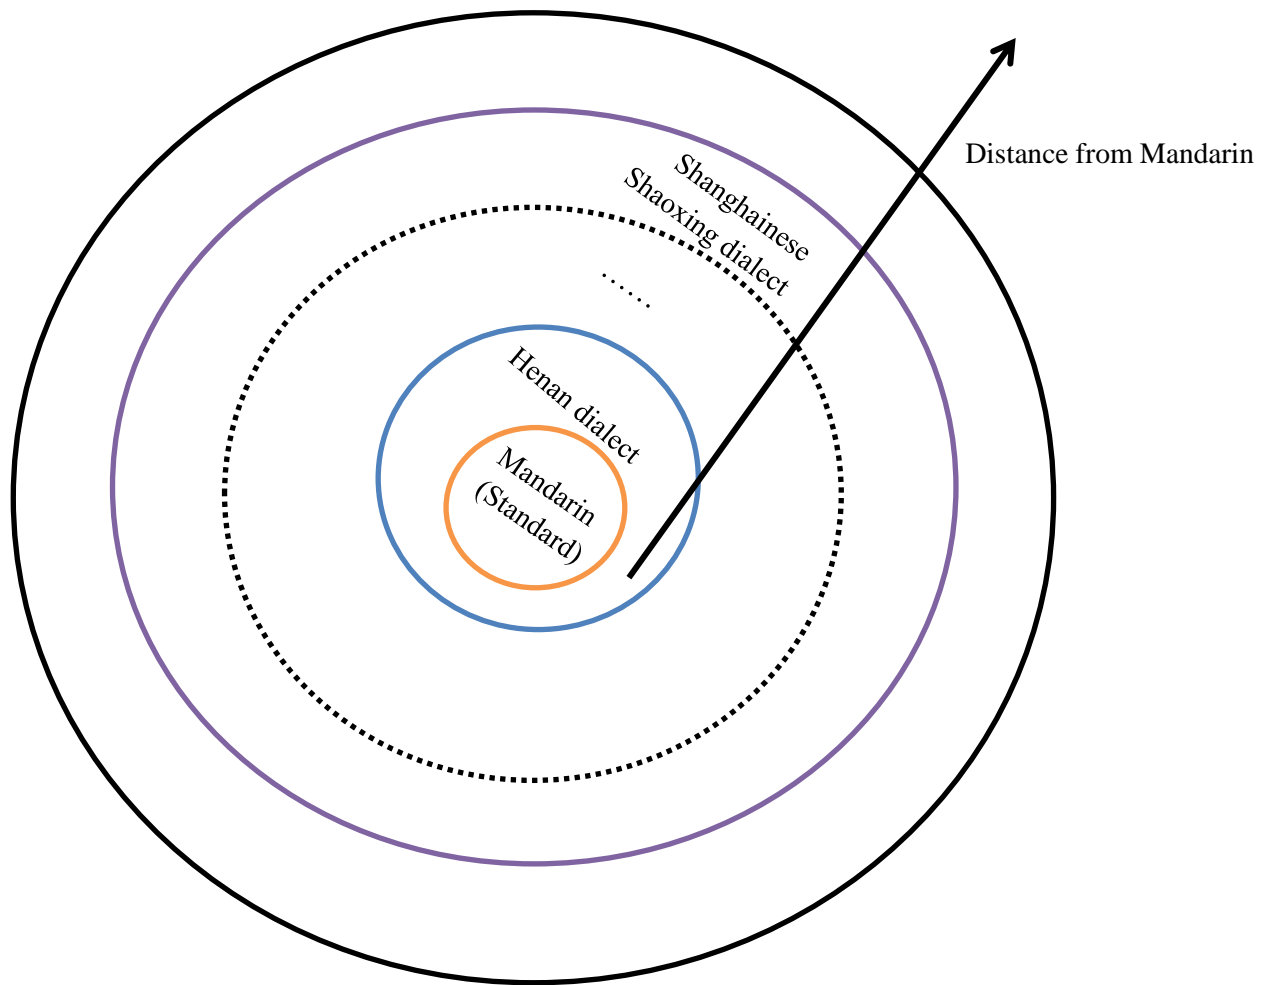 Distance from Mandarin
Shanghainese
Shaoxing dialect
……
Henan dialect
Mandarin
(Standard)